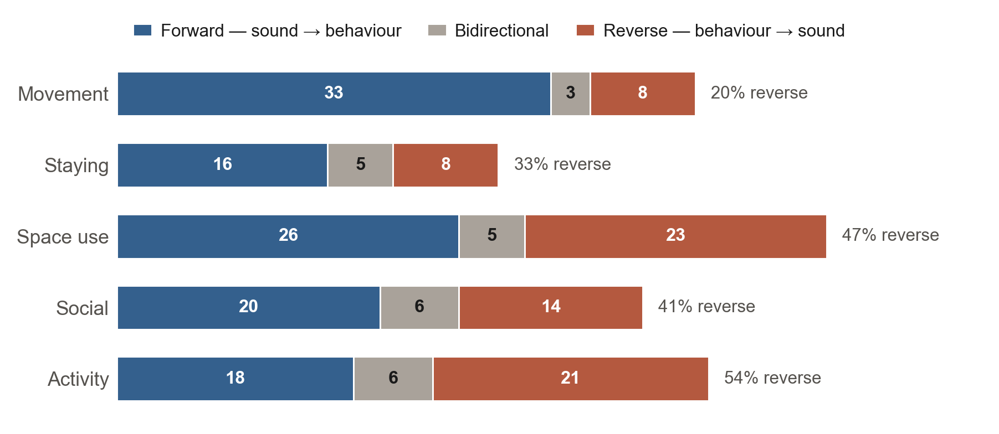 Forward — sound → behaviour Bidirectional Reverse — behaviour → sound
Movement 33 3 8 20% reverse
Staying 16 5 8 33% reverse
Space use 26 5 23 47% reverse
Social 20 6 14 41% reverse
Activity 18 6 21 54% reverse